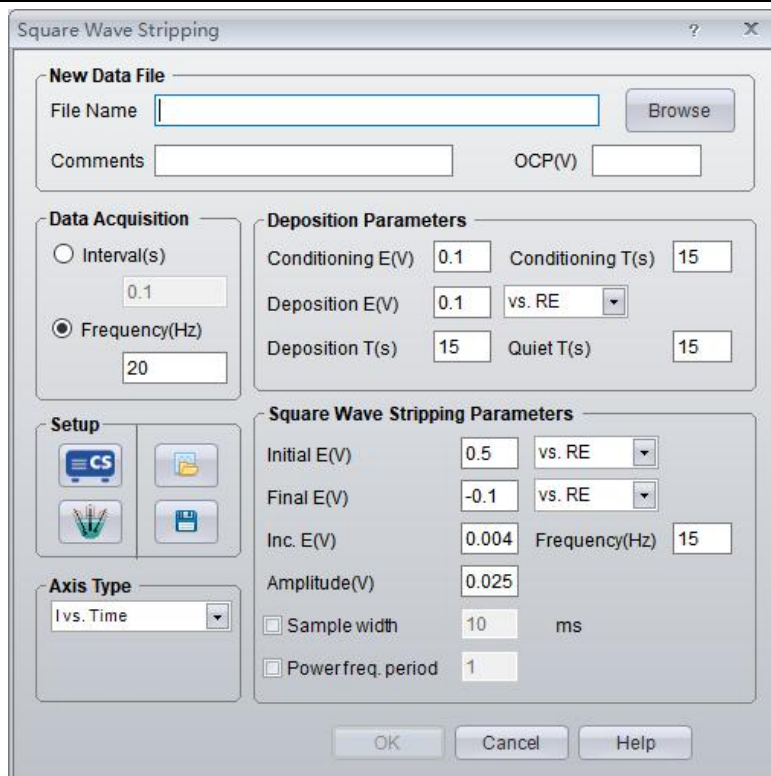 Square Wave Stripping ? X
New Data File
File Name Browse
Comments OCP(V)
Data Acquisition
Interval(s)
0.1
Frequency(Hz)
20
Deposition Parameters
Conditioning E(V) 0.1 Conditioning T(s) 15
Deposition E(V) 0.1 vs. RE
Deposition T(s) 15 Quiet T(s) 15
Setup
CS
Square Wave Stripping Parameters
Initial E(V) 0.5 vs. RE
Final E(V) -0.1 vs. RE
Inc. E(V) 0.004 Frequency(Hz) 15
Amplitude(V) 0.025
Sample width 10 ms
Power freq. period 1
Axis Type
I vs. Time
OK Cancel Help